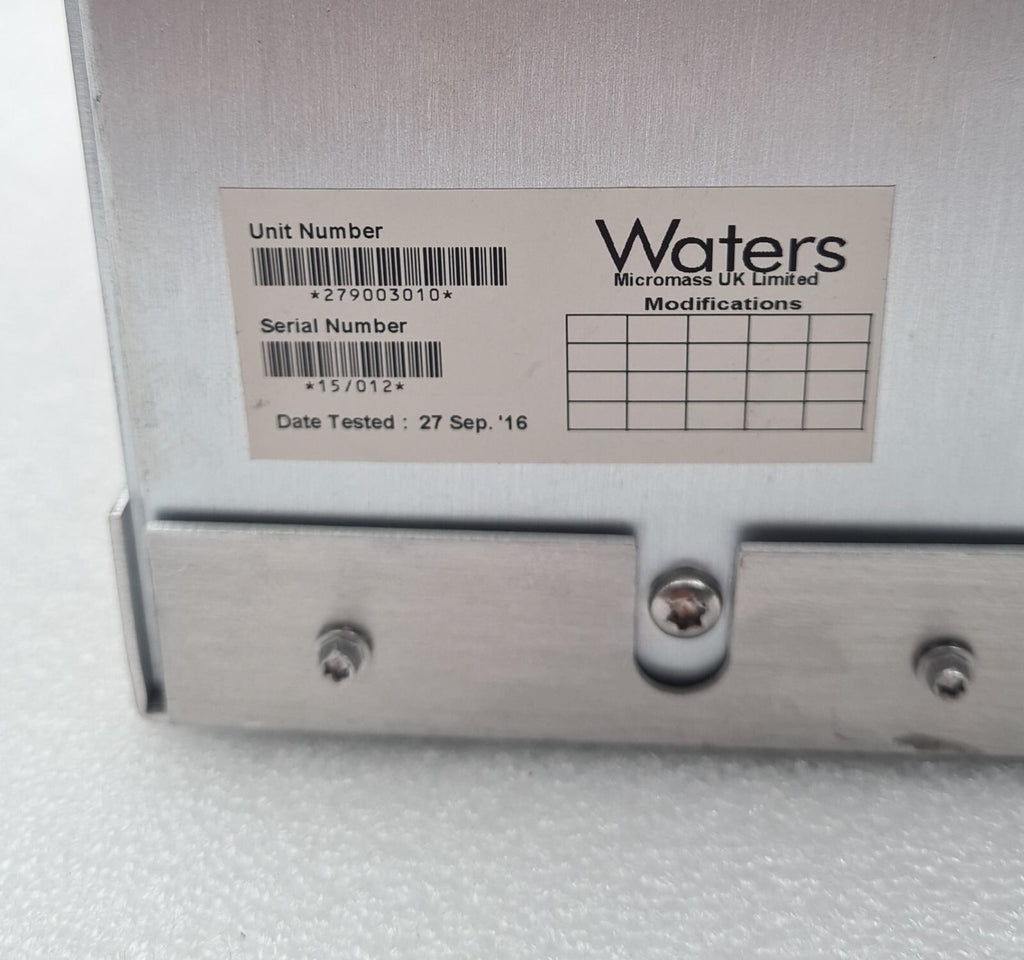 Unit Number
*279003010*
Serial Number
*15/012*
Date Tested : 27 Sep. '16
Waters
Micromass UK Limited
Modifications